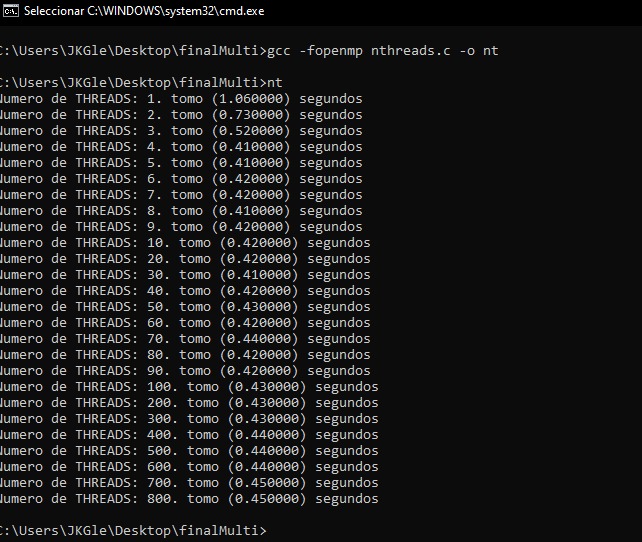 Seleccionar C:\WINDOWS\system32\cmd.exe
C:\Users\JKGle\Desktop\finalMulti>gcc -fopenmp nthreads.c -o nt
C:\Users\JKGle\Desktop\finalMulti>nt
Numero de THREADS: 1. tomo (1.060000) segundos
Numero de THREADS: 2. tomo (0.730000) segundos
Numero de THREADS: 3. tomo (0.520000) segundos
Numero de THREADS: 4. tomo (0.410000) segundos
Numero de THREADS: 5. tomo (0.410000) segundos
Numero de THREADS: 6. tomo (0.420000) segundos
Numero de THREADS: 7. tomo (0.420000) segundos
Numero de THREADS: 8. tomo (0.410000) segundos
Numero de THREADS: 9. tomo (0.420000) segundos
Numero de THREADS: 10. tomo (0.420000) segundos
Numero de THREADS: 20. tomo (0.420000) segundos
Numero de THREADS: 30. tomo (0.410000) segundos
Numero de THREADS: 40. tomo (0.420000) segundos
Numero de THREADS: 50. tomo (0.430000) segundos
Numero de THREADS: 60. tomo (0.420000) segundos
Numero de THREADS: 70. tomo (0.440000) segundos
Numero de THREADS: 80. tomo (0.420000) segundos
Numero de THREADS: 90. tomo (0.420000) segundos
Numero de THREADS: 100. tomo (0.430000) segundos
Numero de THREADS: 200. tomo (0.430000) segundos
Numero de THREADS: 300. tomo (0.430000) segundos
Numero de THREADS: 400. tomo (0.440000) segundos
Numero de THREADS: 500. tomo (0.440000) segundos
Numero de THREADS: 600. tomo (0.440000) segundos
Numero de THREADS: 700. tomo (0.450000) segundos
Numero de THREADS: 800. tomo (0.450000) segundos
C:\Users\JKGle\Desktop\finalMulti>